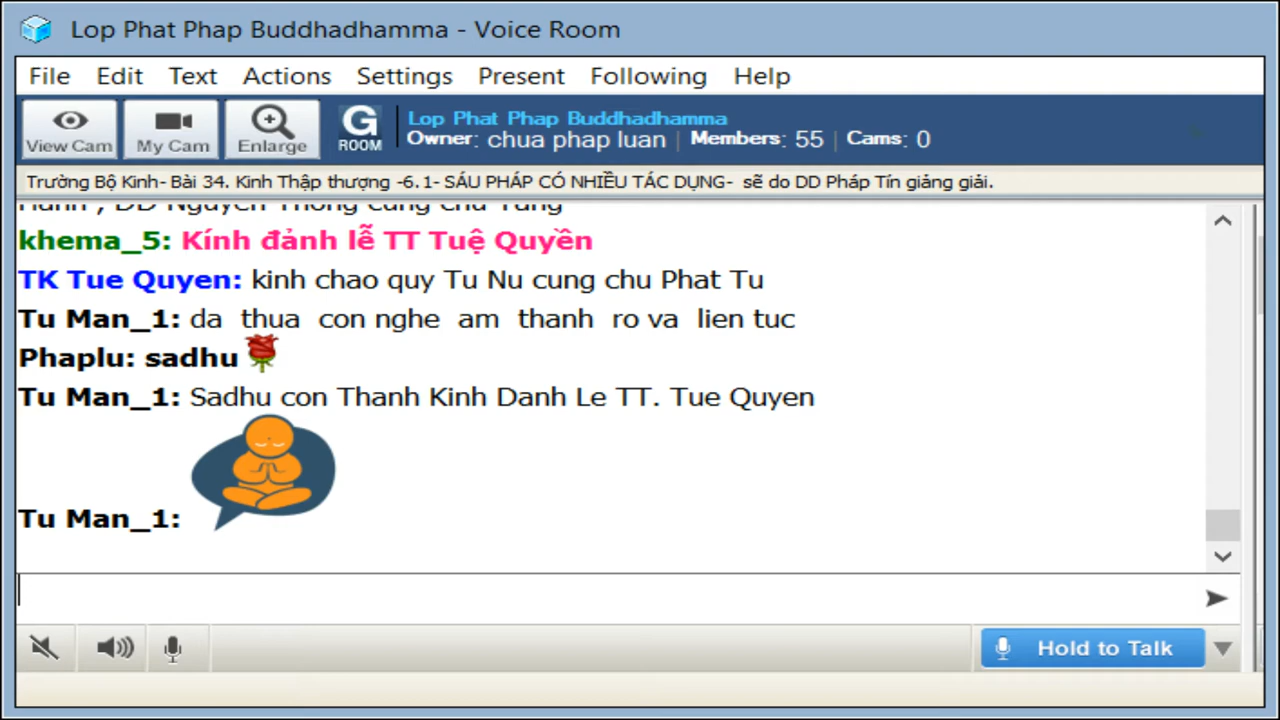 Lop Phat Phap Buddhadhamma - Voice Room
File Edit Text Actions Settings Present Following Help
View Cam My Cam Enlarge G ROOM
Lop Phat Phap Buddhadhamma
Owner: chua phap luan | Members: 55 | Cams: 0
Trường Bộ Kinh- Bài 34. Kinh Thập thượng -6.1- SÁU PHÁP CÓ NHIỀU TÁC DỤNG- sẽ do DD Pháp Tín giảng giải.
khema_5: Kính đảnh lễ TT Tuệ Quyền
TK Tue Quyen: kinh chao quy Tu Nu cung chu Phat Tu
Tu Man_1: da thua con nghe am thanh ro va lien tuc
Phaplu: sadhu
Tu Man_1: Sadhu con Thanh Kinh Danh Le TT. Tue Quyen
Tu Man_1:
Hold to Talk